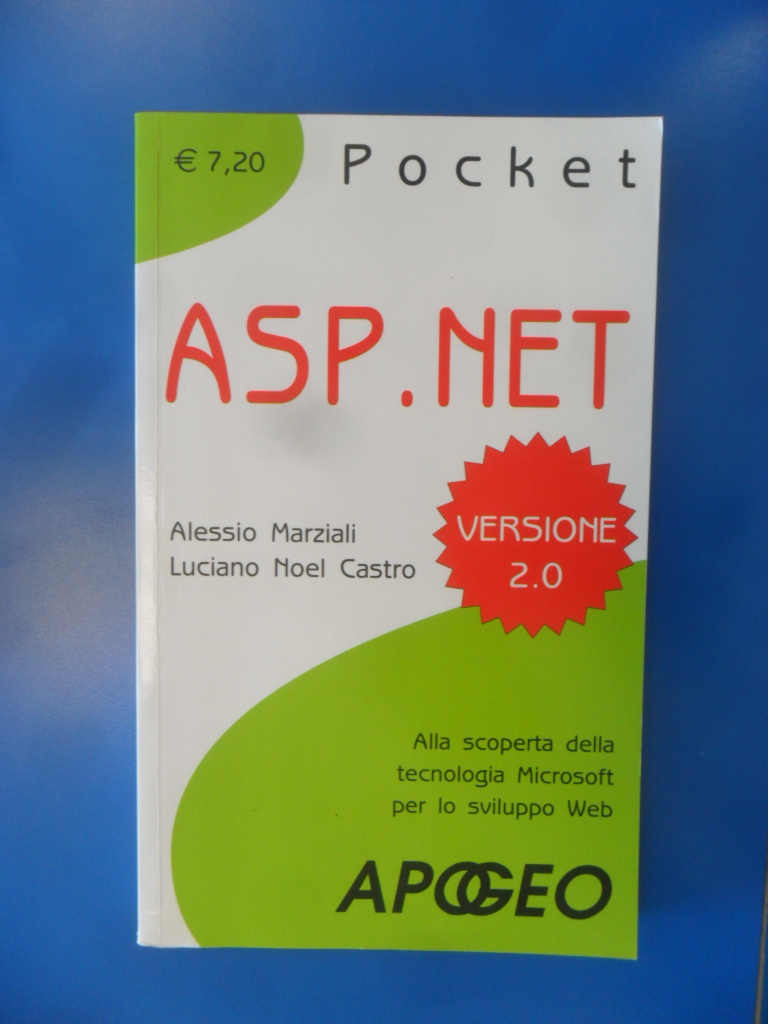 € 7,20
Pocket
ASP.NET
Alessio Marziali
Luciano Noel Castro
VERSIONE
2.0
Alla scoperta della
tecnologia Microsoft
per lo sviluppo Web
APOGEO